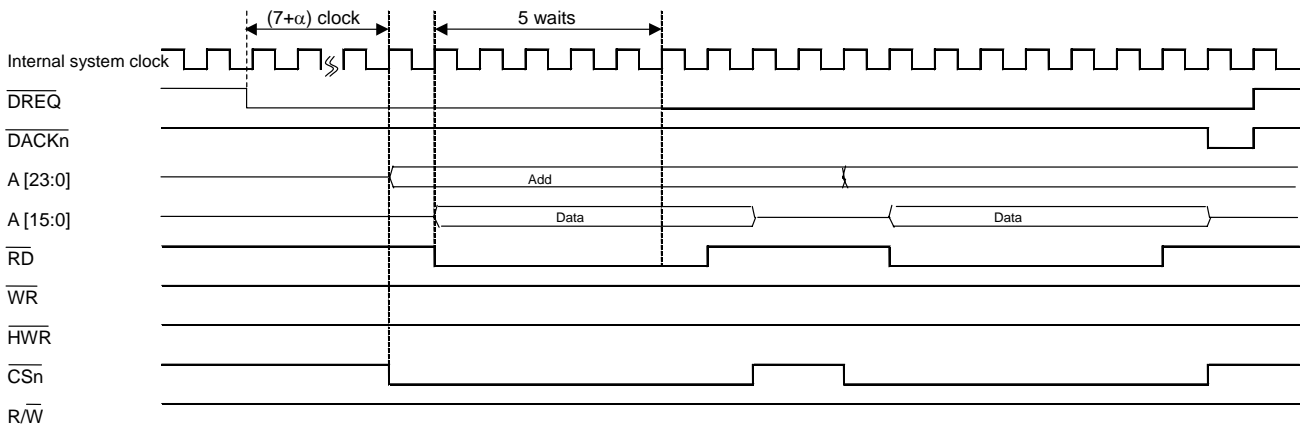 (7+α) clock
5 waits
Internal system clock
DREQ
DACKn
A [23:0]
Add
A [15:0]
Data
Data
RD
WR
HWR
CSn
R/W